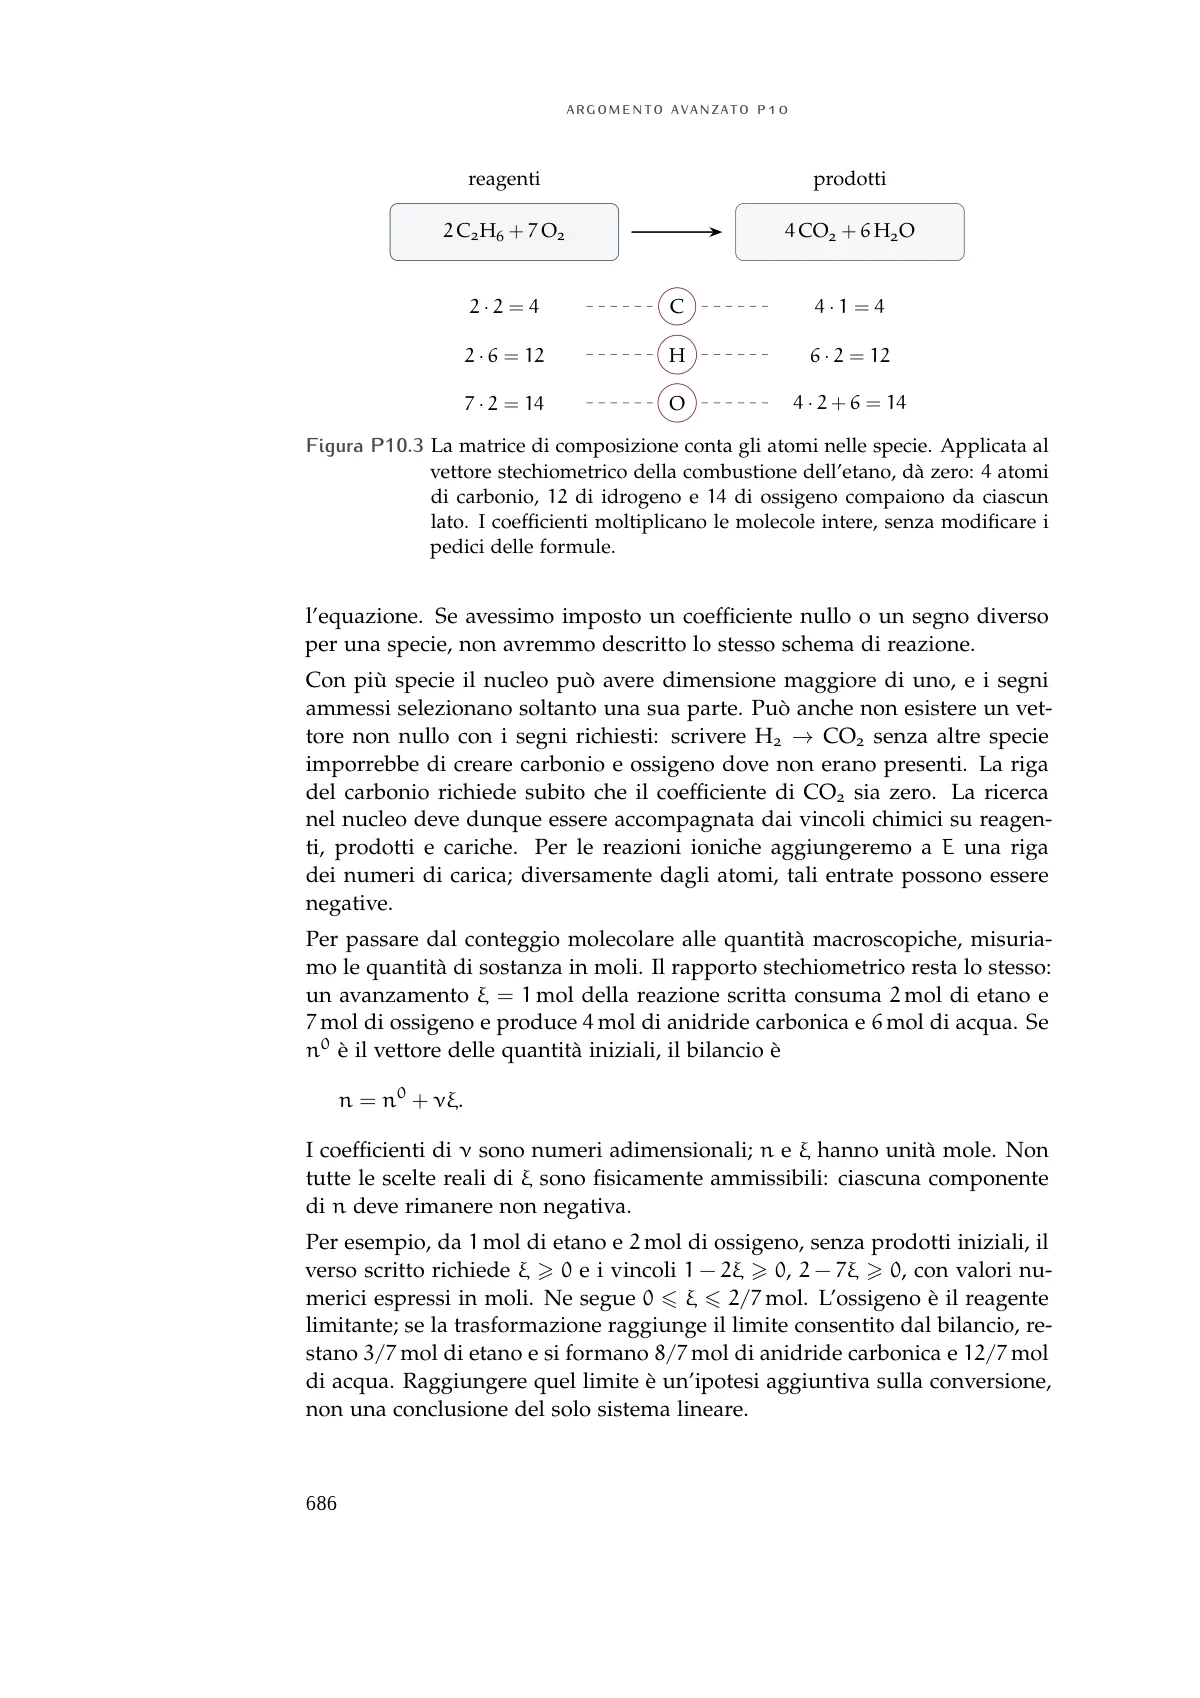 ARGOMENTO AVANZATO P10
reagenti prodotti
2 C₂H₆ + 7 O₂ 4 CO₂ + 6 H₂O
2 · 2 = 4 C 4 · 1 = 4
2 · 6 = 12 H 6 · 2 = 12
7 · 2 = 14 O 4 · 2 + 6 = 14
Figura P10.3 La matrice di composizione conta gli atomi nelle specie. Applicata al
vettore stechiometrico della combustione dell'etano, dà zero: 4 atomi
di carbonio, 12 di idrogeno e 14 di ossigeno compaiono da ciascun
lato. I coefficienti moltiplicano le molecole intere, senza modificare i
pedici delle formule.
l'equazione. Se avessimo imposto un coefficiente nullo o un segno diverso
per una specie, non avremmo descritto lo stesso schema di reazione.
Con più specie il nucleo può avere dimensione maggiore di uno, e i segni
ammessi selezionano soltanto una sua parte. Può anche non esistere un vet-
tore non nullo con i segni richiesti: scrivere H₂ → CO₂ senza altre specie
imporrebbe di creare carbonio e ossigeno dove non erano presenti. La riga
del carbonio richiede subito che il coefficiente di CO₂ sia zero. La ricerca
nel nucleo deve dunque essere accompagnata dai vincoli chimici su reagen-
ti, prodotti e cariche. Per le reazioni ioniche aggiungeremo a E una riga
dei numeri di carica; diversamente dagli atomi, tali entrate possono essere
negative.
Per passare dal conteggio molecolare alle quantità macroscopiche, misuria-
mo le quantità di sostanza in moli. Il rapporto stechiometrico resta lo stesso:
un avanzamento ξ = 1 mol della reazione scritta consuma 2 mol di etano e
7 mol di ossigeno e produce 4 mol di anidride carbonica e 6 mol di acqua. Se
n⁰ è il vettore delle quantità iniziali, il bilancio è
n = n⁰ + νξ.
I coefficienti di ν sono numeri adimensionali; n e ξ hanno unità mole. Non
tutte le scelte reali di ξ sono fisicamente ammissibili: ciascuna componente
di n deve rimanere non negativa.
Per esempio, da 1 mol di etano e 2 mol di ossigeno, senza prodotti iniziali, il
verso scritto richiede ξ ⩾ 0 e i vincoli 1 − 2ξ ⩾ 0, 2 − 7ξ ⩾ 0, con valori nu-
merici espressi in moli. Ne segue 0 ⩽ ξ ⩽ 2/7 mol. L'ossigeno è il reagente
limitante; se la trasformazione raggiunge il limite consentito dal bilancio, re-
stano 3/7 mol di etano e si formano 8/7 mol di anidride carbonica e 12/7 mol
di acqua. Raggiungere quel limite è un'ipotesi aggiuntiva sulla conversione,
non una conclusione del solo sistema lineare.
686